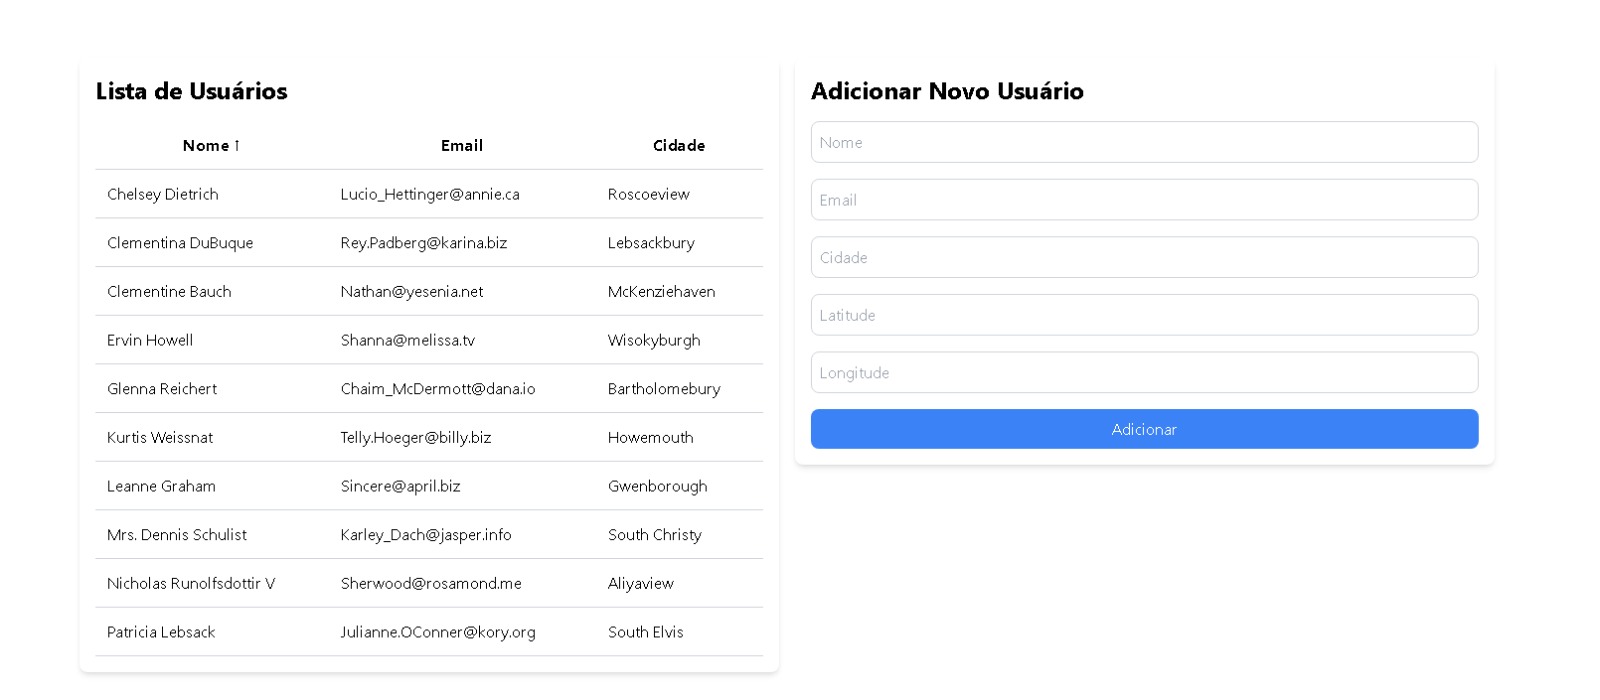 Lista de Usuários
Nome ↑ Email Cidade
Chelsey Dietrich Lucio_Hettinger@annie.ca Roscoeview
Clementina DuBuque Rey.Padberg@karina.biz Lebsackbury
Clementine Bauch Nathan@yesenia.net McKenziehaven
Ervin Howell Shanna@melissa.tv Wisokyburgh
Glenna Reichert Chaim_McDermott@dana.io Bartholomebury
Kurtis Weissnat Telly.Hoeger@billy.biz Howemouth
Leanne Graham Sincere@april.biz Gwenborough
Mrs. Dennis Schulist Karley_Dach@jasper.info South Christy
Nicholas Runolfsdottir V Sherwood@rosamond.me Aliyaview
Patricia Lebsack Julianne.OConner@kory.org South Elvis
Adicionar Novo Usuário
Nome
Email
Cidade
Latitude
Longitude
Adicionar